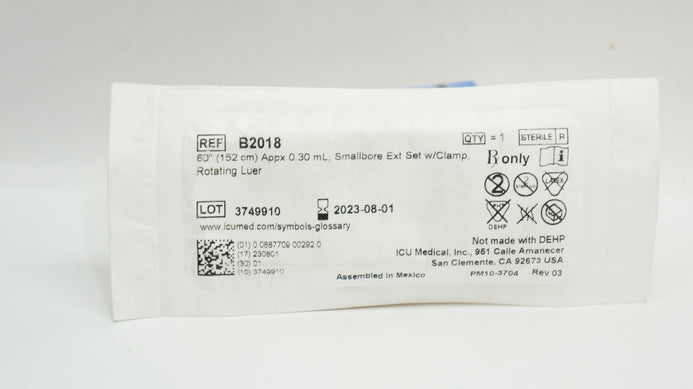 REF B2018
QTY = 1 STERILE R
60" (152 cm) Appx 0.30 mL, Smallbore Ext Set w/Clamp,
Rotating Luer
Rx only
LOT 3749910 2023-08-01
www.icumed.com/symbols-glossary
LATEX
DEHP
(01) 0 0887709 00292 0
(17) 230801
(30) 01
(10) 3749910
Not made with DEHP
ICU Medical, Inc., 951 Calle Amanecer
San Clemente, CA 92673 USA
Assembled in Mexico PM10-3704 Rev 03